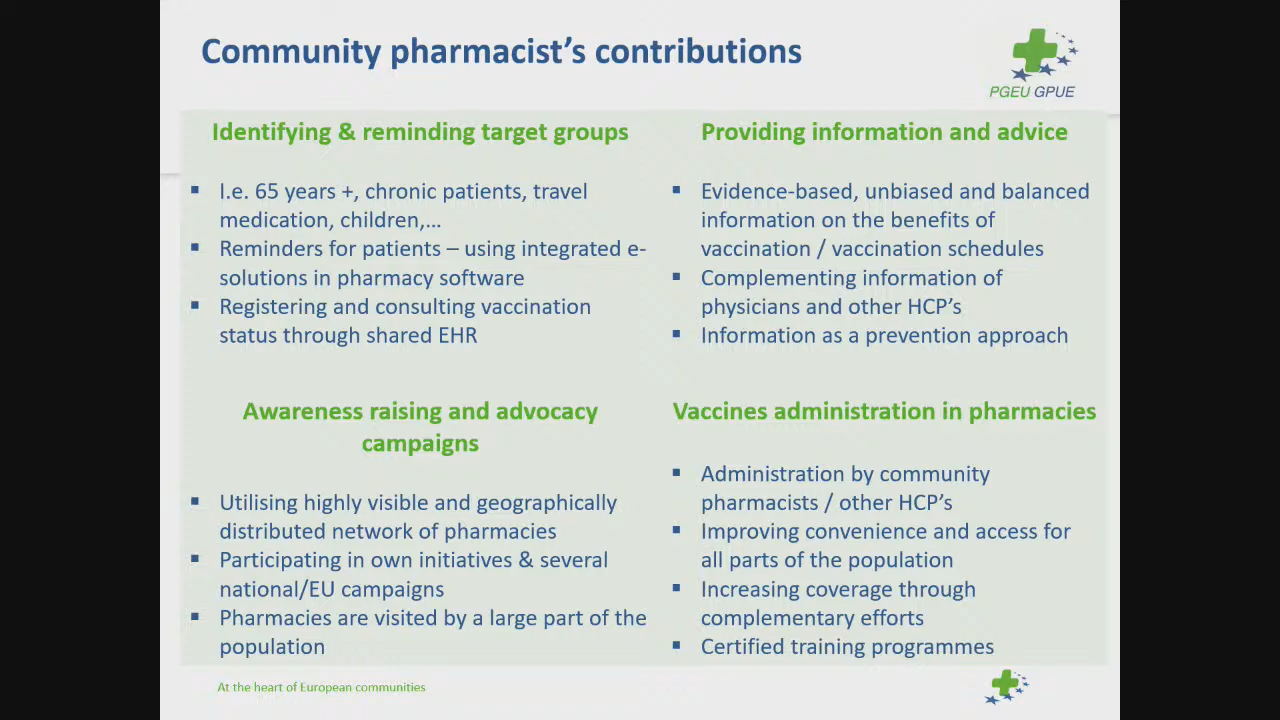 Community pharmacist's contributions
PGEU GPUE
Identifying & reminding target groups
▪ I.e. 65 years +, chronic patients, travel
medication, children,…
▪ Reminders for patients – using integrated e-
solutions in pharmacy software
▪ Registering and consulting vaccination
status through shared EHR
Providing information and advice
▪ Evidence-based, unbiased and balanced
information on the benefits of
vaccination / vaccination schedules
▪ Complementing information of
physicians and other HCP's
▪ Information as a prevention approach
Awareness raising and advocacy
campaigns
▪ Utilising highly visible and geographically
distributed network of pharmacies
▪ Participating in own initiatives & several
national/EU campaigns
▪ Pharmacies are visited by a large part of the
population
Vaccines administration in pharmacies
▪ Administration by community
pharmacists / other HCP's
▪ Improving convenience and access for
all parts of the population
▪ Increasing coverage through
complementary efforts
▪ Certified training programmes
At the heart of European communities